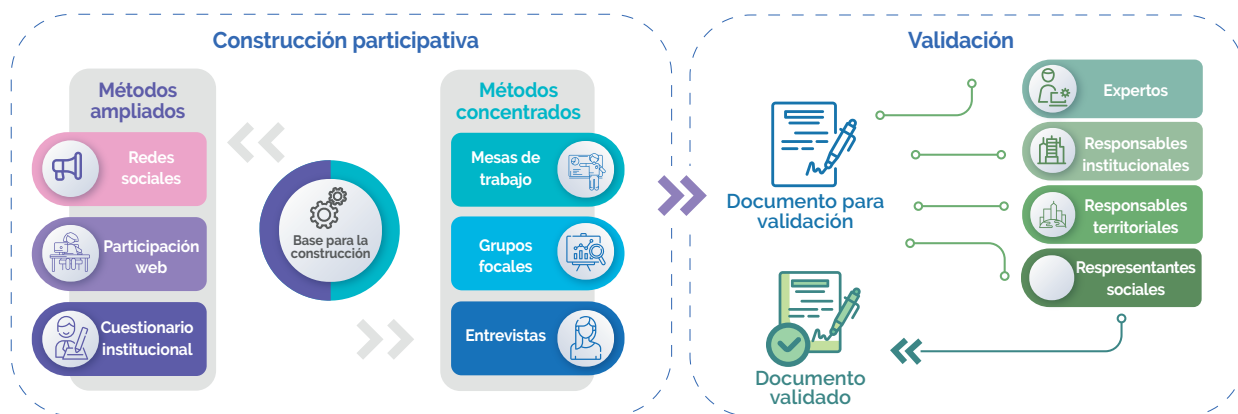 Construcción participativa
Métodos
ampliados
Redes
sociales
Participación
web
Cuestionario
institucional
Base para la
construcción
Métodos
concentrados
Mesas de
trabajo
Grupos
focales
Entrevistas
Validación
Documento para
validación
Expertos
Responsables
institucionales
Responsables
territoriales
Respresentantes
sociales
Documento
validado